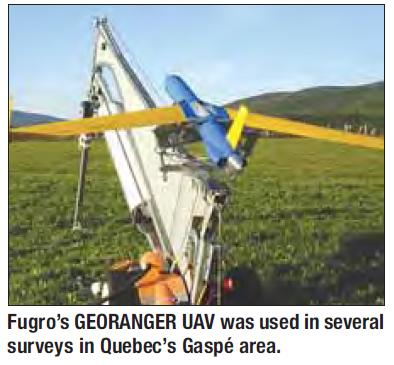 Fugro's GEORANGER UAV was used in several
surveys in Quebec's Gaspé area.